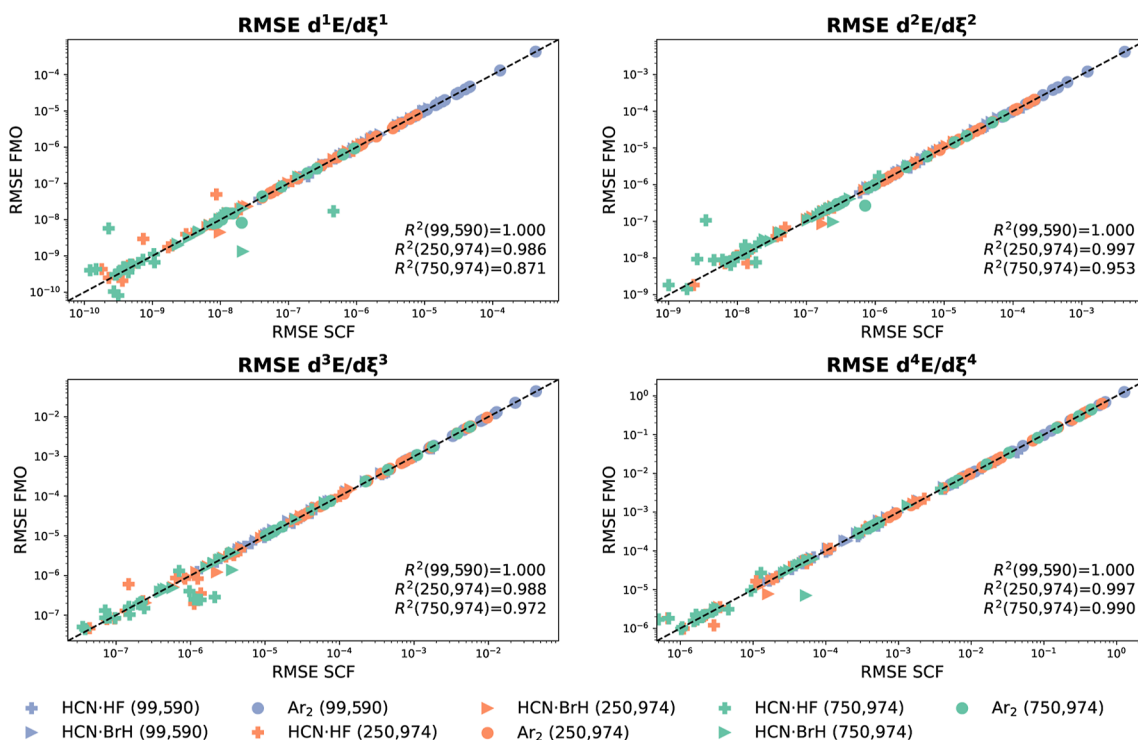 RMSE d¹E/dξ¹
RMSE FMO
10⁻⁴
10⁻⁵
10⁻⁶
10⁻⁷
10⁻⁸
10⁻⁹
10⁻¹⁰
R²(99,590)=1.000
R²(250,974)=0.986
R²(750,974)=0.871
10⁻¹⁰ 10⁻⁹ 10⁻⁸ 10⁻⁷ 10⁻⁶ 10⁻⁵ 10⁻⁴
RMSE SCF
RMSE d²E/dξ²
RMSE FMO
10⁻³
10⁻⁴
10⁻⁵
10⁻⁶
10⁻⁷
10⁻⁸
10⁻⁹
R²(99,590)=1.000
R²(250,974)=0.997
R²(750,974)=0.953
10⁻⁹ 10⁻⁸ 10⁻⁷ 10⁻⁶ 10⁻⁵ 10⁻⁴ 10⁻³
RMSE SCF
RMSE d³E/dξ³
RMSE FMO
10⁻²
10⁻³
10⁻⁴
10⁻⁵
10⁻⁶
10⁻⁷
R²(99,590)=1.000
R²(250,974)=0.988
R²(750,974)=0.972
10⁻⁷ 10⁻⁶ 10⁻⁵ 10⁻⁴ 10⁻³ 10⁻²
RMSE SCF
RMSE d⁴E/dξ⁴
RMSE FMO
10⁰
10⁻¹
10⁻²
10⁻³
10⁻⁴
10⁻⁵
10⁻⁶
R²(99,590)=1.000
R²(250,974)=0.997
R²(750,974)=0.990
10⁻⁶ 10⁻⁵ 10⁻⁴ 10⁻³ 10⁻² 10⁻¹ 10⁰
RMSE SCF
HCN·HF (99,590) Ar₂ (99,590) HCN·BrH (250,974) HCN·HF (750,974) Ar₂ (750,974)
HCN·BrH (99,590) HCN·HF (250,974) Ar₂ (250,974) HCN·BrH (750,974)